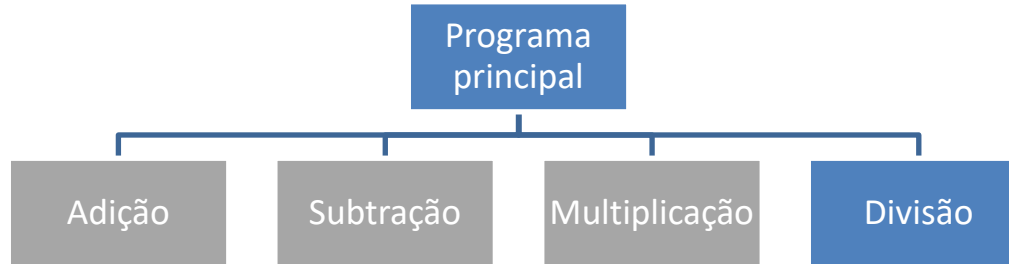 Programa
principal
Adição
Subtração
Multiplicação
Divisão